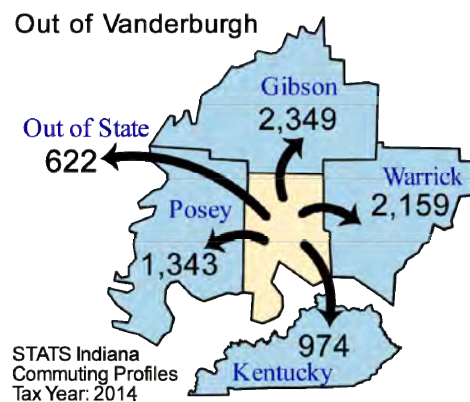 Out of Vanderburgh
Gibson
2,349
Out of State
622
Warrick
2,159
Posey
1,343
974
Kentucky
STATS Indiana
Commuting Profiles
Tax Year: 2014